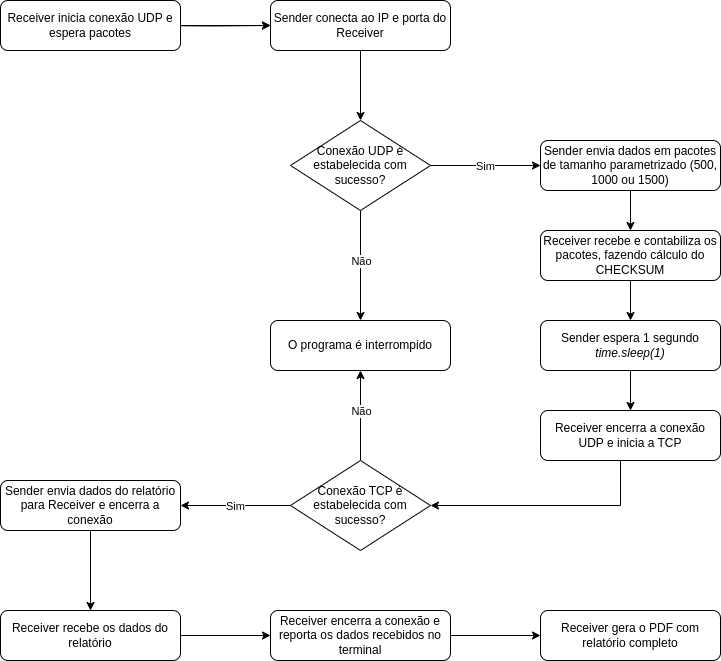 Receiver inicia conexão UDP e
espera pacotes
Sender conecta ao IP e porta do
Receiver
Conexão UDP é
estabelecida com
sucesso?
Sim
Sender envia dados em pacotes
de tamanho parametrizado (500,
1000 ou 1500)
Receiver recebe e contabiliza os
pacotes, fazendo cálculo do
CHECKSUM
Não
O programa é interrompido
Sender espera 1 segundo
time.sleep(1)
Não
Receiver encerra a conexão
UDP e inicia a TCP
Conexão TCP é
estabelecida com
sucesso?
Sim
Sender envia dados do relatório
para Receiver e encerra a
conexão
Receiver recebe os dados do
relatório
Receiver encerra a conexão e
reporta os dados recebidos no
terminal
Receiver gera o PDF com
relatório completo